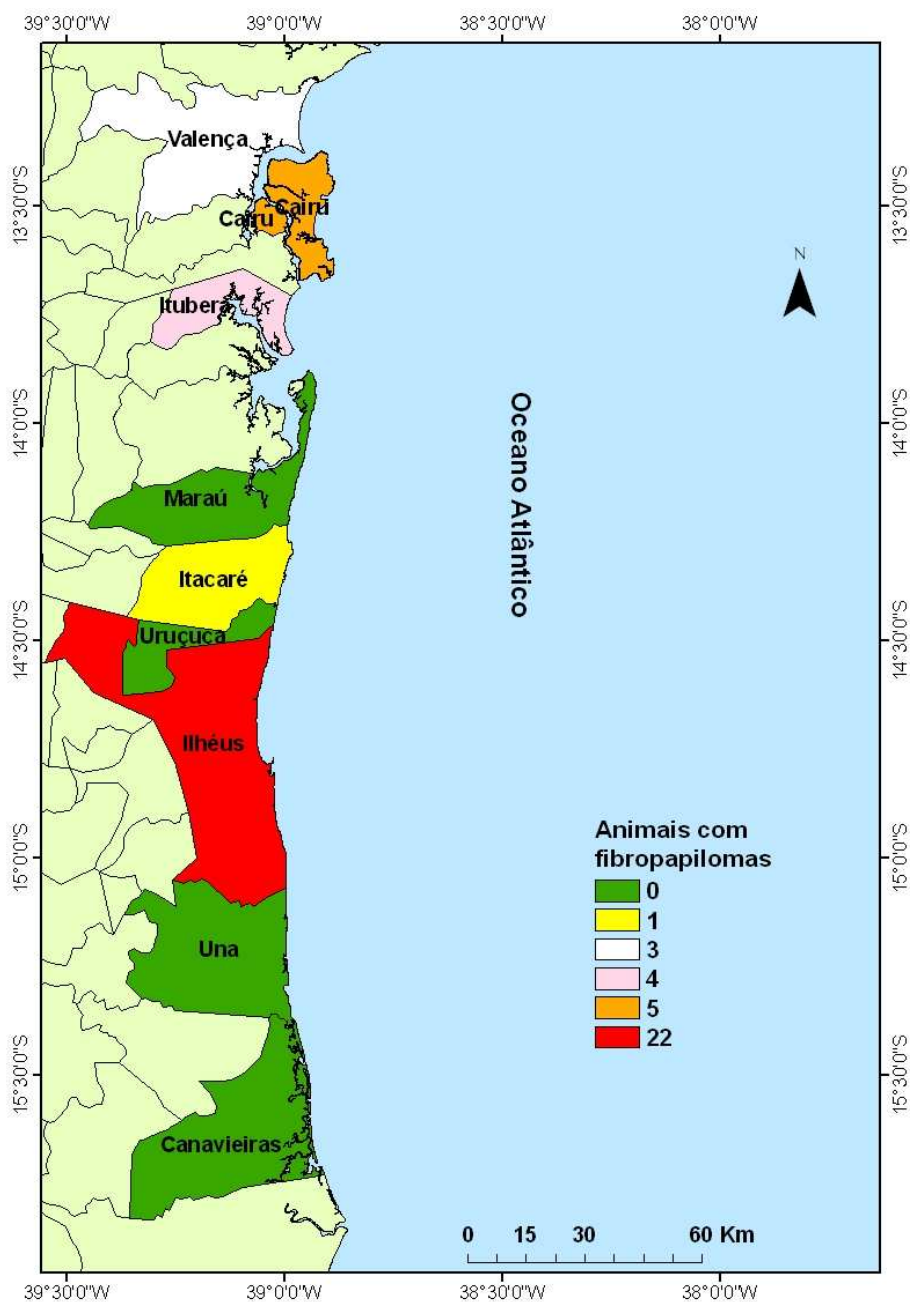 39°30'0"W
39°0'0"W
38°30'0"W
38°0'0"W
13°30'0"S
14°0'0"S
14°30'0"S
15°0'0"S
15°30'0"S
13°30'0"S
14°0'0"S
14°30'0"S
15°0'0"S
15°30'0"S
Valença
Cairu
Cairú
Ituberá
Maraú
Itacaré
Uruçuca
Ilhéus
Una
Canavieiras
Oceano Atlântico
N
Animais com
fibropapilomas
0
1
3
4
5
22
0 15 30 60 Km
39°30'0"W
39°0'0"W
38°30'0"W
38°0'0"W